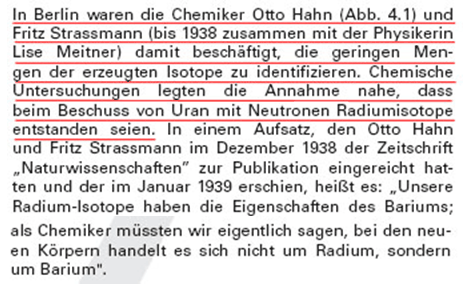 In Berlin waren die Chemiker Otto Hahn (Abb. 4.1) und
Fritz Strassmann (bis 1938 zusammen mit der Physikerin
Lise Meitner) damit beschäftigt, die geringen Men-
gen der erzeugten Isotope zu identifizieren. Chemische
Untersuchungen legten die Annahme nahe, dass
beim Beschuss von Uran mit Neutronen Radiumisotope
entstanden seien. In einem Aufsatz, den Otto Hahn
und Fritz Strassmann im Dezember 1938 der Zeitschrift
„Naturwissenschaften" zur Publikation eingereicht hat-
ten und der im Januar 1939 erschien, heißt es: „Unsere
Radium-Isotope haben die Eigenschaften des Bariums;
als Chemiker müssten wir eigentlich sagen, bei den neu-
en Körpern handelt es sich nicht um Radium, sondern
um Barium".